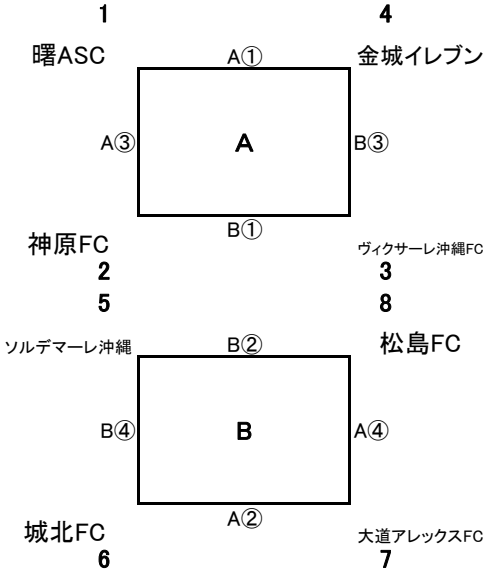 1 4
曙ASC A① 金城イレブン
A③ A B③
B①
神原FC ヴィクサーレ沖縄FC
2 3
5 8
ソルデマーレ沖縄 B② 松島FC
B④ B A④
A②
城北FC 大道アレックスFC
6 7